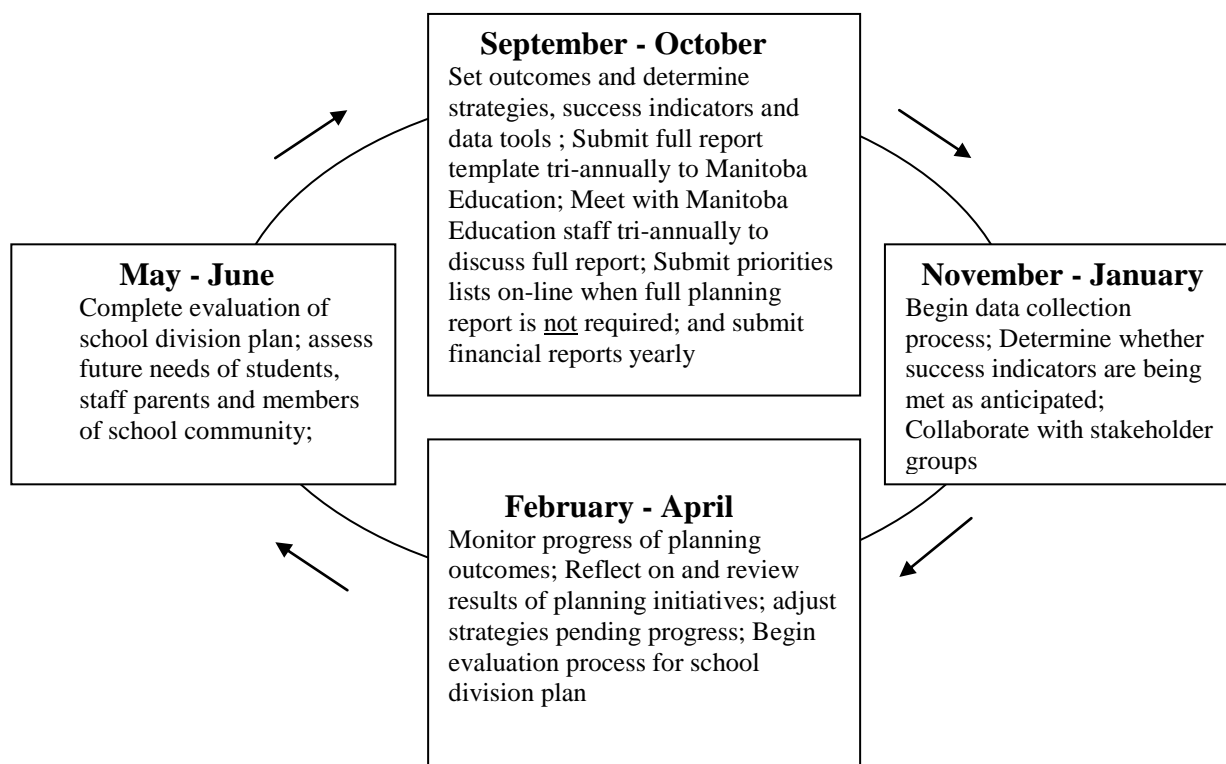 September - October
Set outcomes and determine
strategies, success indicators and
data tools ; Submit full report
template tri-annually to Manitoba
Education; Meet with Manitoba
Education staff tri-annually to
discuss full report; Submit priorities
lists on-line when full planning
report is not required; and submit
financial reports yearly
November - January
Begin data collection
process; Determine whether
success indicators are being
met as anticipated;
Collaborate with stakeholder
groups
February - April
Monitor progress of planning
outcomes; Reflect on and review
results of planning initiatives; adjust
strategies pending progress; Begin
evaluation process for school
division plan
May - June
Complete evaluation of
school division plan; assess
future needs of students,
staff parents and members
of school community;